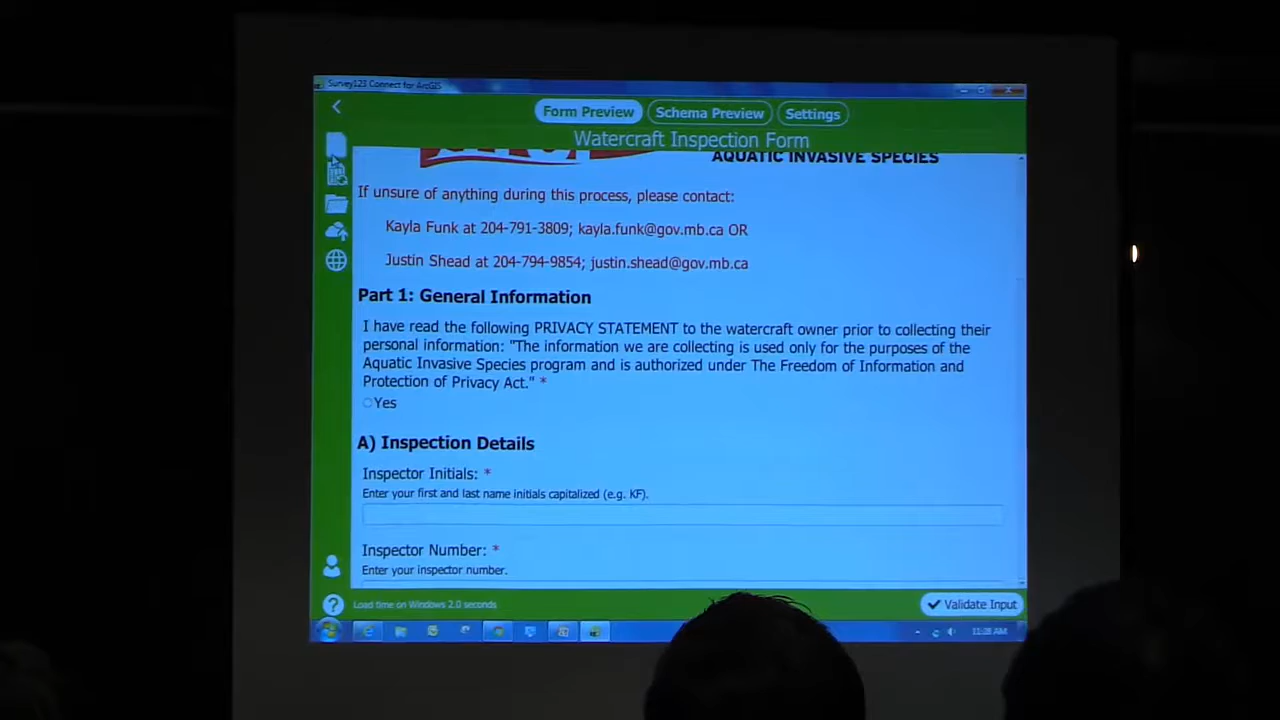 Survey123 Connect for ArcGIS
Form Preview
Schema Preview
Settings
Watercraft Inspection Form
AQUATIC INVASIVE SPECIES
If unsure of anything during this process, please contact:
Kayla Funk at 204-791-3809; kayla.funk@gov.mb.ca OR
Justin Shead at 204-794-9854; justin.shead@gov.mb.ca
Part 1: General Information
I have read the following PRIVACY STATEMENT to the watercraft owner prior to collecting their
personal information: "The information we are collecting is used only for the purposes of the
Aquatic Invasive Species program and is authorized under The Freedom of Information and
Protection of Privacy Act." *
Yes
A) Inspection Details
Inspector Initials: *
Enter your first and last name initials capitalized (e.g. KF).
Inspector Number: *
Enter your inspector number.
?
Load time on Windows 2.0 seconds
Validate Input
11:28 AM